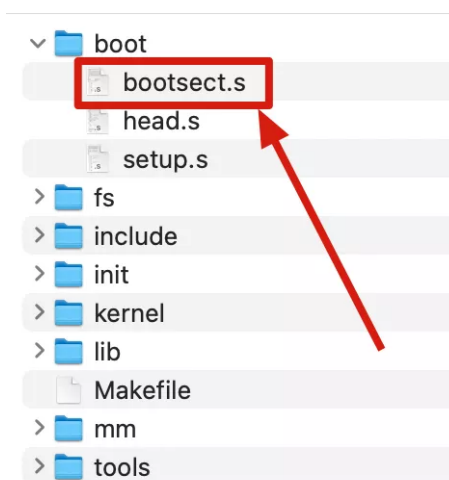 boot
bootsect.s
head.s
setup.s
fs
include
init
kernel
lib
Makefile
mm
tools